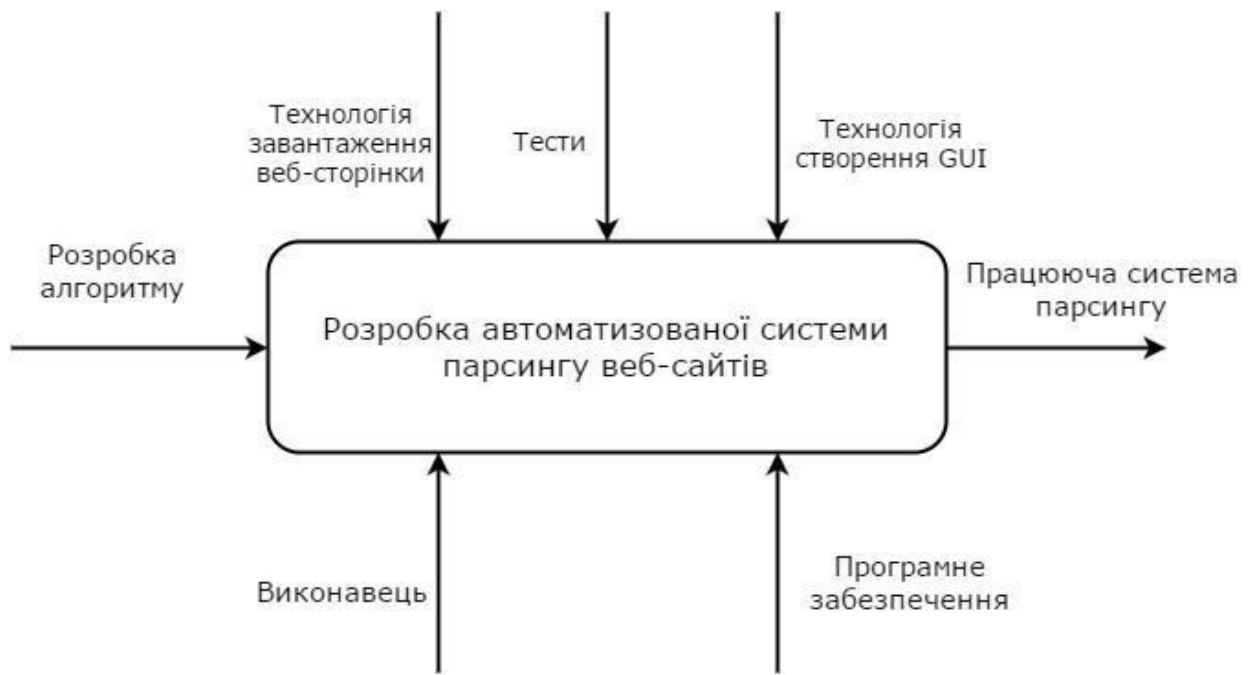 Технологія
завантаження
веб-сторінки
Тести
Технологія
створення GUI
Розробка
алгоритму
Розробка автоматизованої системи
парсингу веб-сайтів
Працююча система
парсингу
Виконавець
Програмне
забезпечення